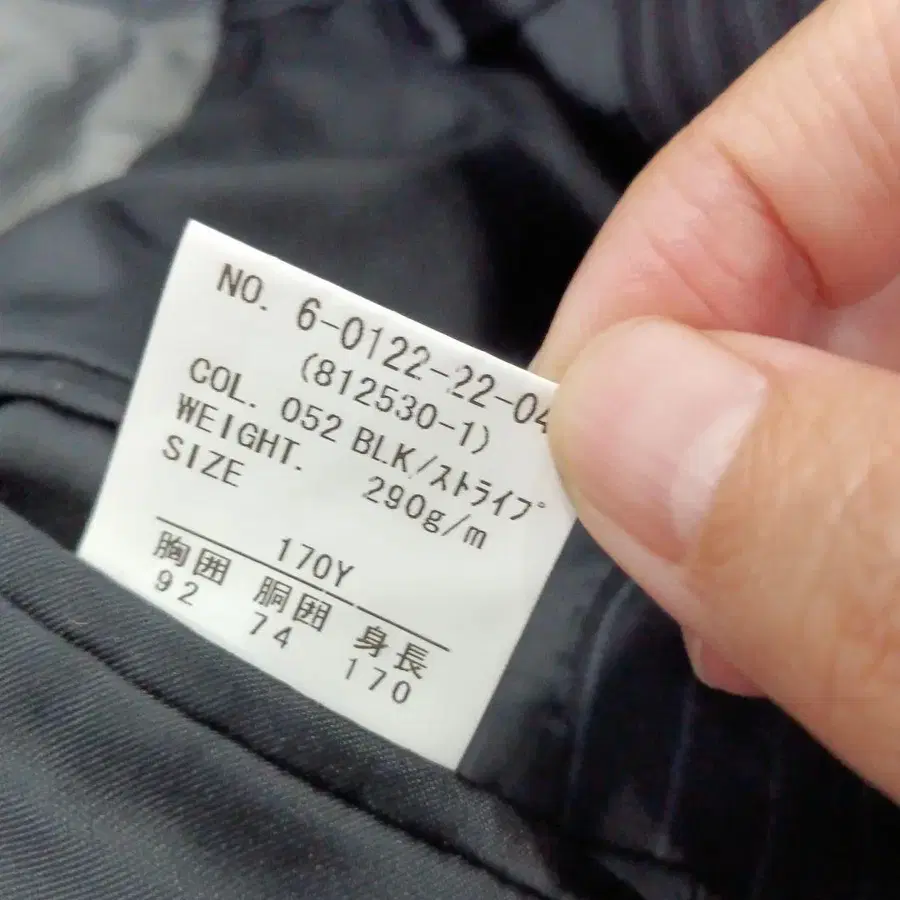 NO. 6-0122-22-04
(812530-1)
COL. 052 BLK/ストライプ
WEIGHT. 290g/m
SIZE
170Y
胸囲 胴囲 身長
92 74 170